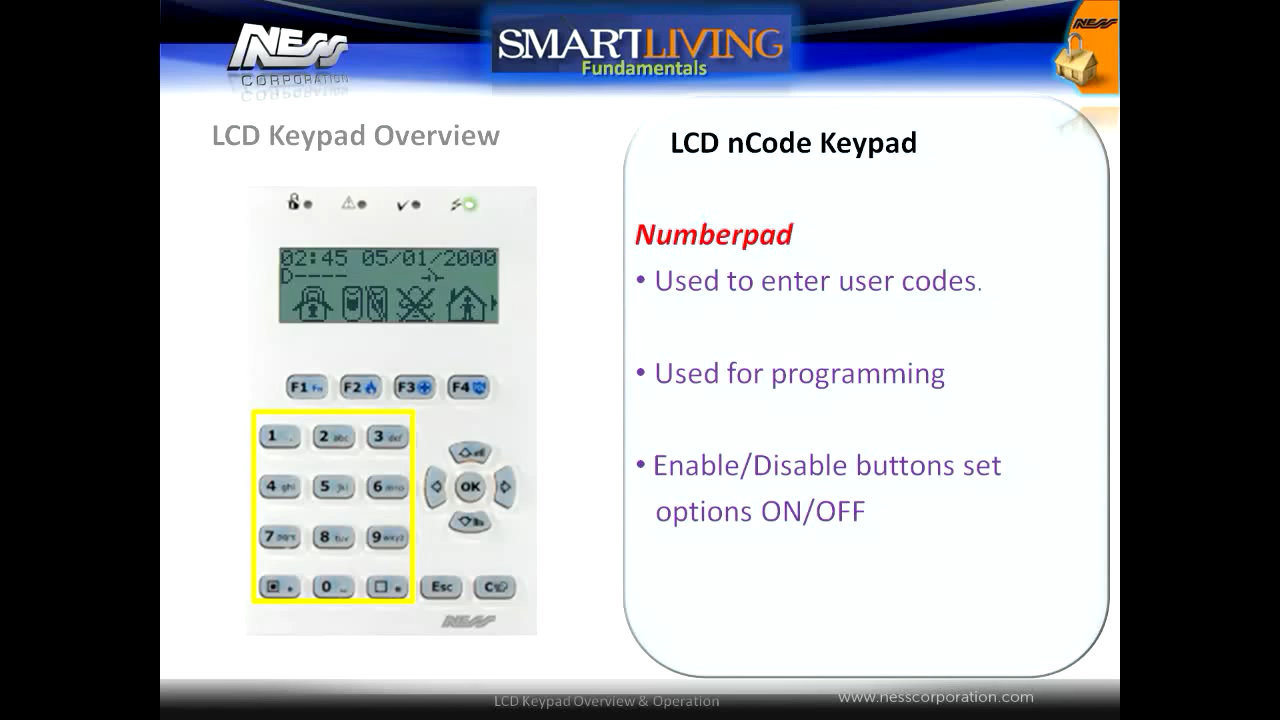 NESS
CORPORATION
SMARTLIVING
Fundamentals
NESS
LCD Keypad Overview
LCD nCode Keypad
02:45 05/01/2000
D----
F1 Fn F2 F3 F4
1 2 abc 3 def
4 ghi 5 jkl 6 mno
OK
7 pqrs 8 tuv 9 wxyz
0
Esc C
NESS
Numberpad
• Used to enter user codes.
• Used for programming
• Enable/Disable buttons set
options ON/OFF
LCD Keypad Overview & Operation
www.nesscorporation.com